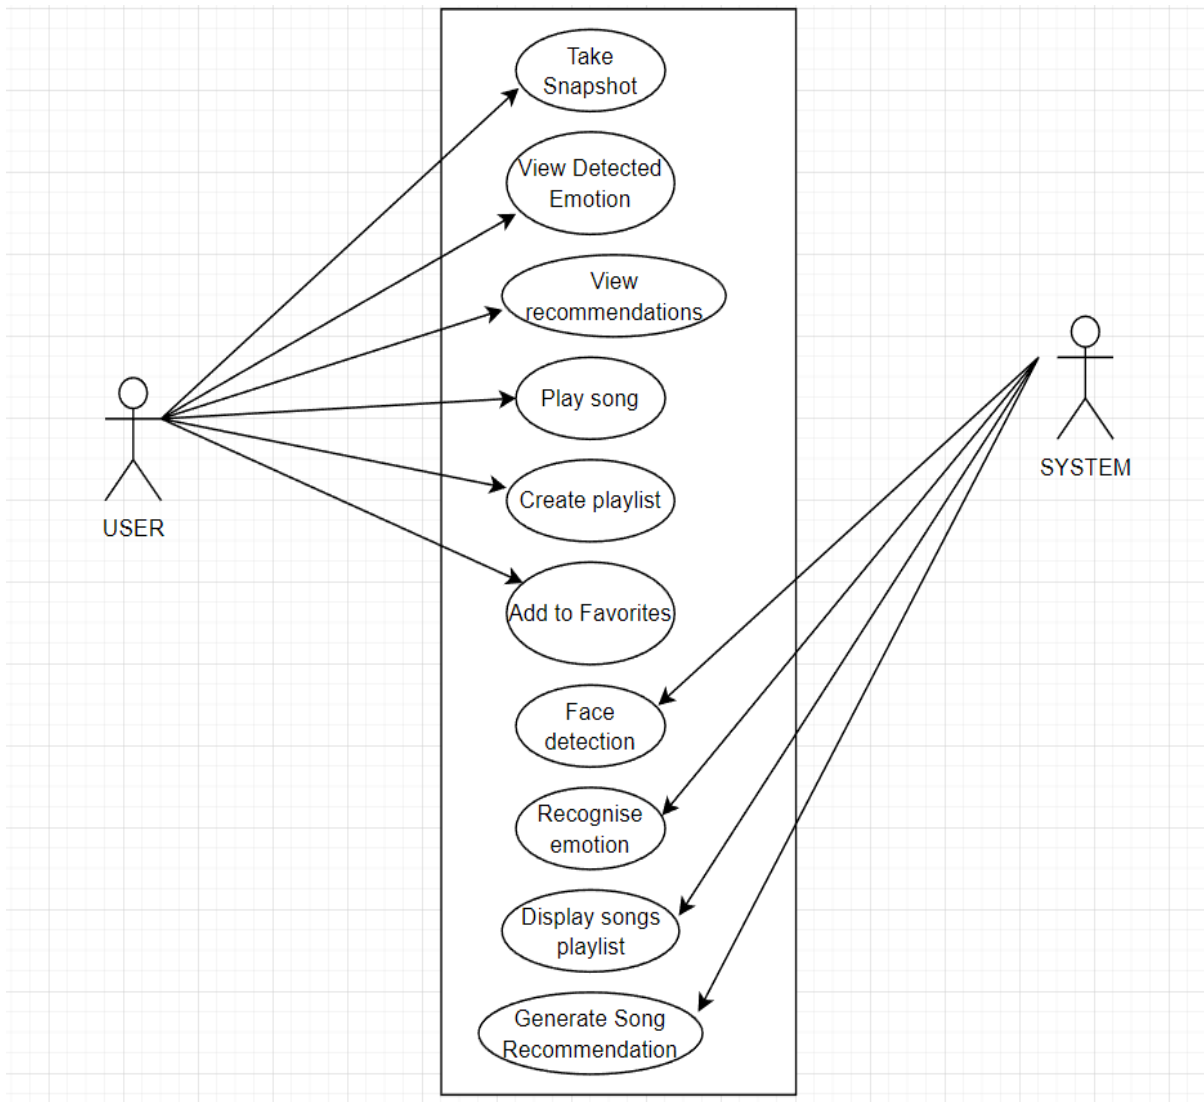 Take
Snapshot
View Detected
Emotion
View
recommendations
Play song
Create playlist
Add to Favorites
Face
detection
Recognise
emotion
Display songs
playlist
Generate Song
Recommendation
USER
SYSTEM